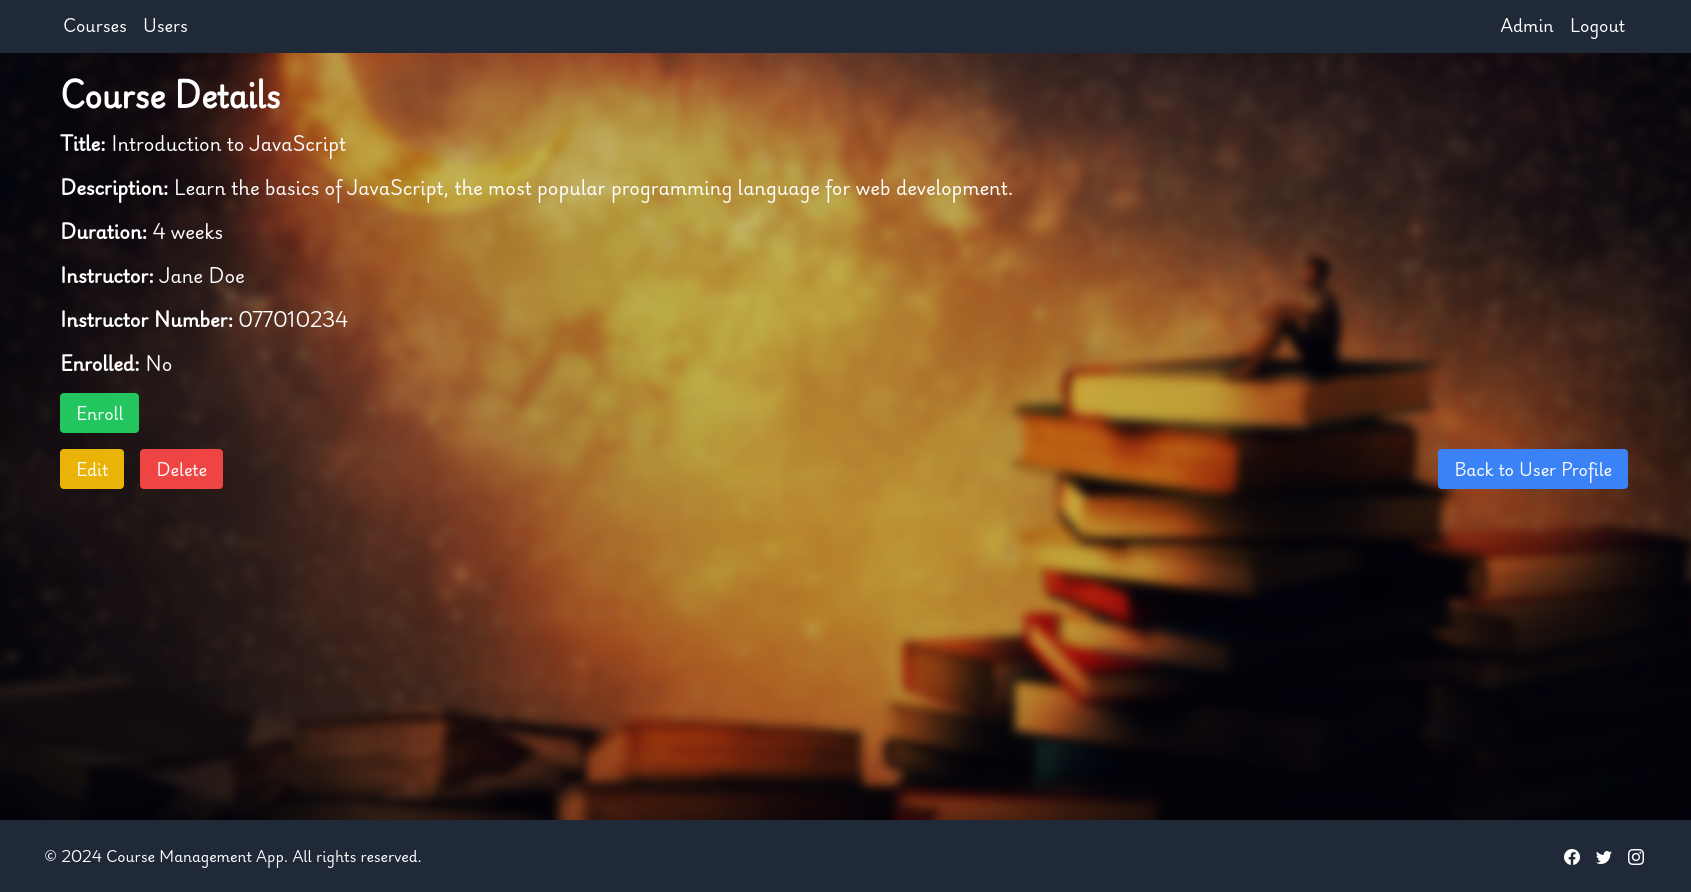 Courses Users Admin Logout
Course Details
Title: Introduction to JavaScript
Description: Learn the basics of JavaScript, the most popular programming language for web development.
Duration: 4 weeks
Instructor: Jane Doe
Instructor Number: 077010234
Enrolled: No
Enroll
Edit Delete Back to User Profile
© 2024 Course Management App. All rights reserved.